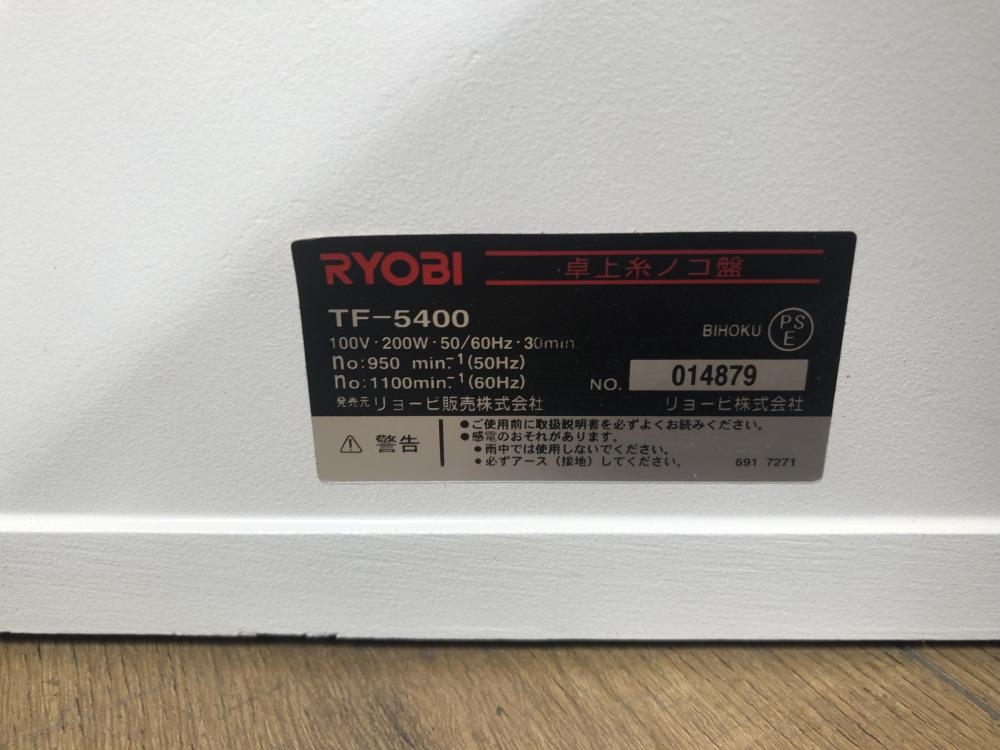 RYOBI 卓上糸ノコ盤
TF-5400
100V・200W・50/60Hz・30min
no:950 min.⁻¹(50Hz)
no:1100min.⁻¹(60Hz)
BIHOKU PSE
NO. 014879
発売元 リョービ販売株式会社 リョービ株式会社
⚠ 警告
●ご使用前に取扱説明書を必ずよくお読みください。
●感電のおそれがあります。
●雨中では使用しないでください。
●必ずアース（接地）してください。
691 7271